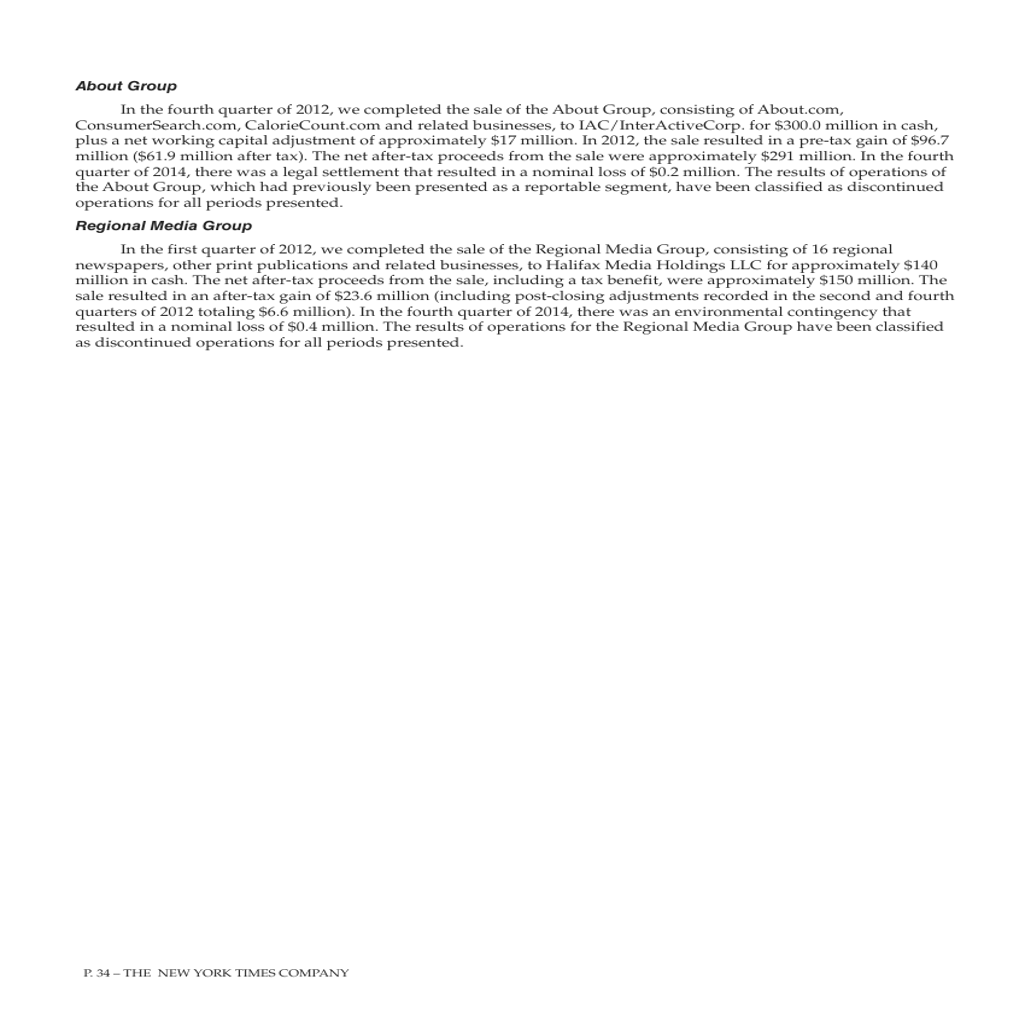 About Group
In the fourth quarter of 2012, we completed the sale of the About Group, consisting of About.com,
ConsumerSearch.com, CalorieCount.com and related businesses, to IAC/InterActiveCorp. for $300.0 million in cash,
plus a net working capital adjustment of approximately $17 million. In 2012, the sale resulted in a pre-tax gain of $96.7
million ($61.9 million after tax). The net after-tax proceeds from the sale were approximately $291 million. In the fourth
quarter of 2014, there was a legal settlement that resulted in a nominal loss of $0.2 million. The results of operations of
the About Group, which had previously been presented as a reportable segment, have been classified as discontinued
operations for all periods presented.
Regional Media Group
In the first quarter of 2012, we completed the sale of the Regional Media Group, consisting of 16 regional
newspapers, other print publications and related businesses, to Halifax Media Holdings LLC for approximately $140
million in cash. The net after-tax proceeds from the sale, including a tax benefit, were approximately $150 million. The
sale resulted in an after-tax gain of $23.6 million (including post-closing adjustments recorded in the second and fourth
quarters of 2012 totaling $6.6 million). In the fourth quarter of 2014, there was an environmental contingency that
resulted in a nominal loss of $0.4 million. The results of operations for the Regional Media Group have been classified
as discontinued operations for all periods presented.
P. 34 – THE NEW YORK TIMES COMPANY